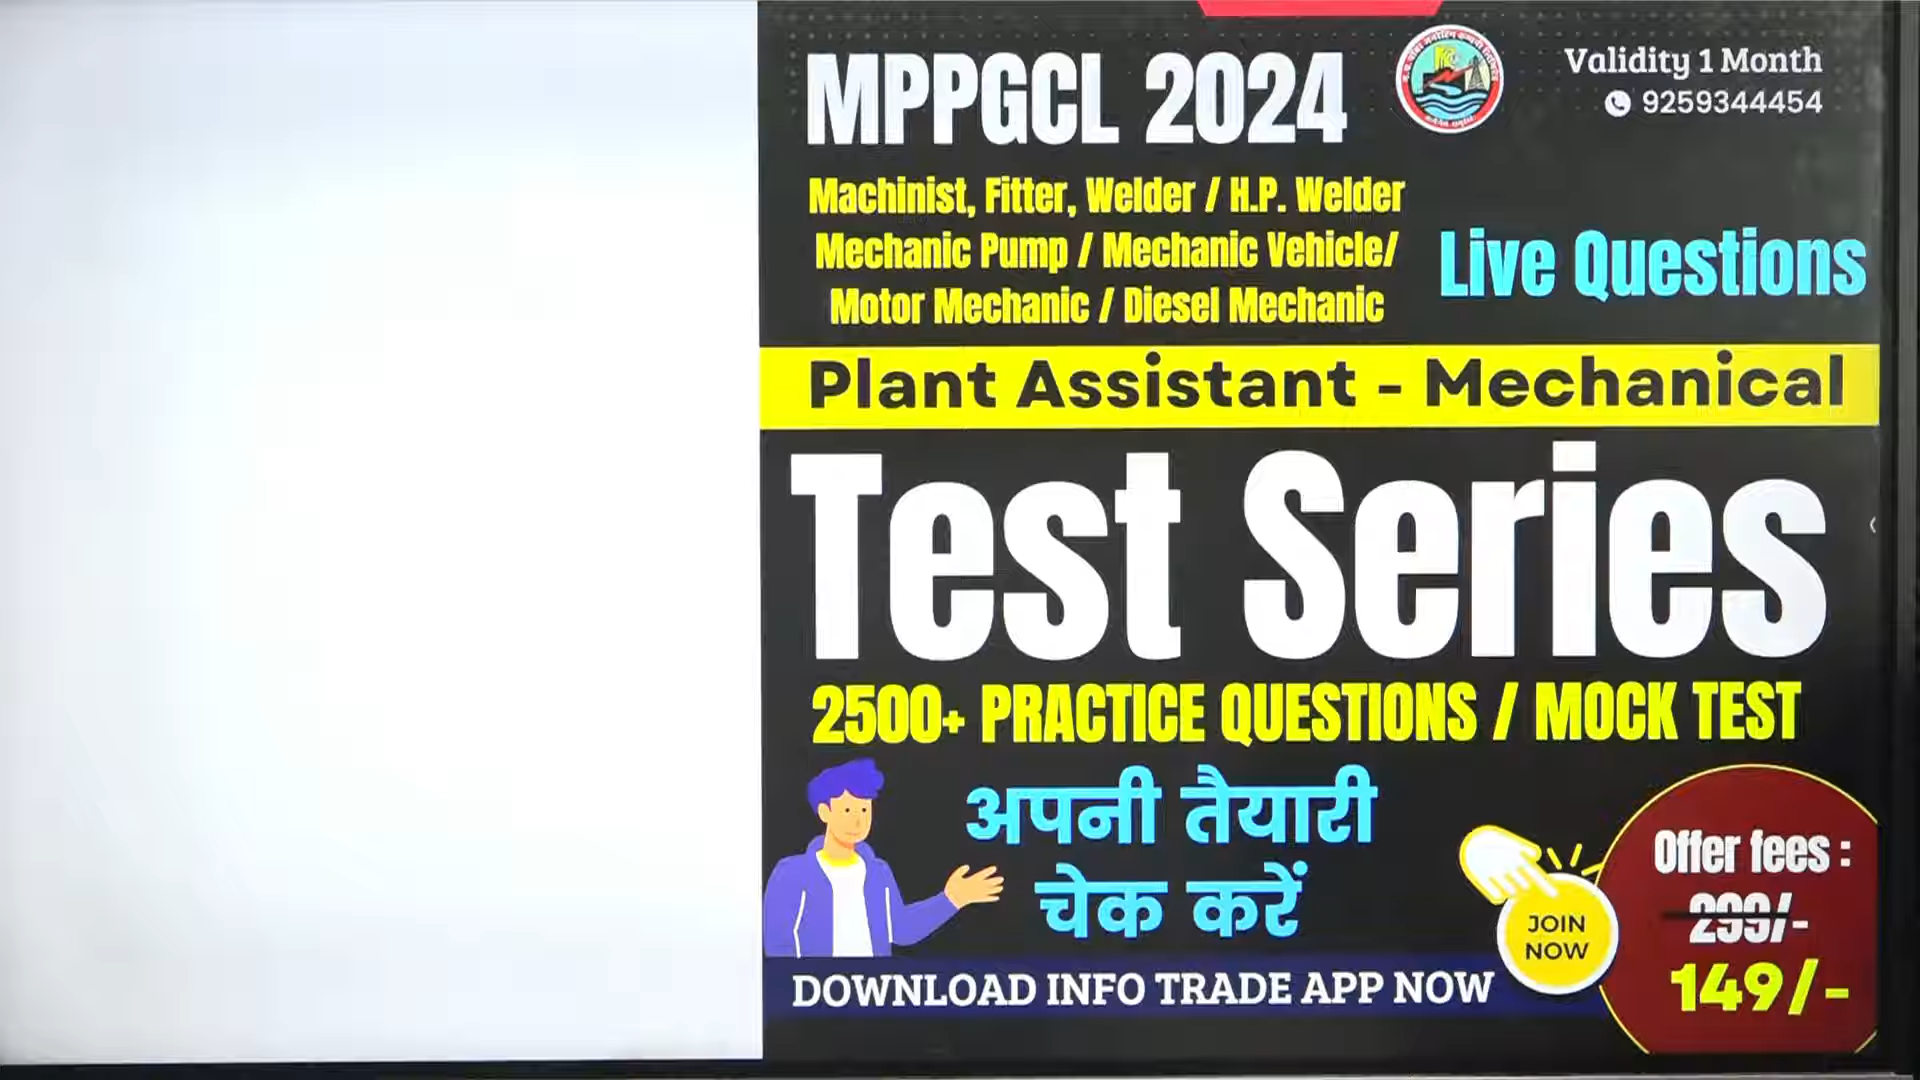 MPPGCL 2024
Validity 1 Month
9259344454
Machinist, Fitter, Welder / H.P. Welder
Mechanic Pump / Mechanic Vehicle/
Motor Mechanic / Diesel Mechanic
Live Questions
Plant Assistant - Mechanical
Test Series
2500+ PRACTICE QUESTIONS / MOCK TEST
अपनी तैयारी
चेक करें
JOIN
NOW
Offer fees :
299/-
149/-
DOWNLOAD INFO TRADE APP NOW